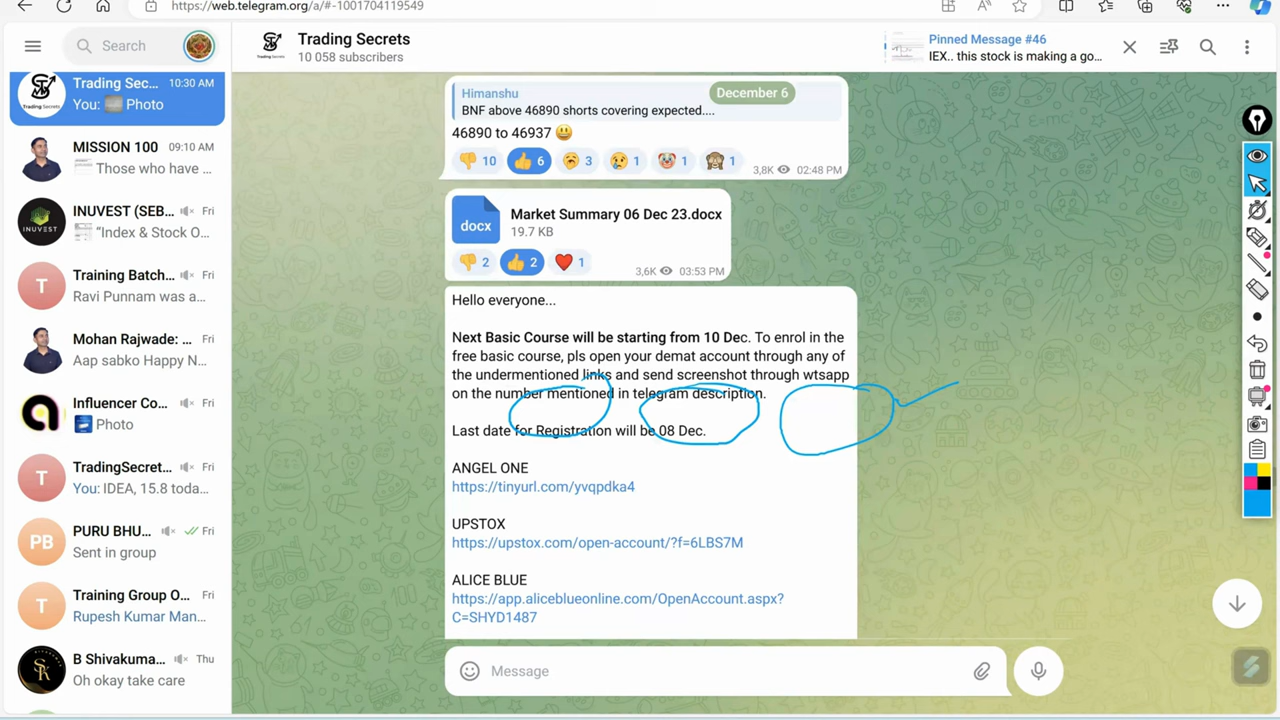 https://web.telegram.org/a/#-1001704119549
Search
Trading Secrets
10 058 subscribers
Pinned Message #46
IEX.. this stock is making a go...
Trading Sec... 10:30 AM
You: Photo
MISSION 100 09:10 AM
Those who have ...
INUVEST (SEB... Fri
“Index & Stock O...
Training Batch... Fri
Ravi Punnam was a...
Mohan Rajwade: ... Fri
Aap sabko Happy N...
Influencer Co... Fri
Photo
TradingSecret... Fri
You: IDEA, 15.8 toda...
PURU BHU... Fri
Sent in group
Training Group O... Fri
Rupesh Kumar Man...
B Shivakuma... Thu
Oh okay take care
T
T
PB
T
SK
Trading Secrets
INUVEST
December 6
Himanshu
BNF above 46890 shorts covering expected....
46890 to 46937 😃
👎 10 👍 6 😭 3 😢 1 🤡 1 🙈 1 3,8K 02:48 PM
docx
Market Summary 06 Dec 23.docx
19.7 KB
👎 2 👍 2 ❤️ 1 3,6K 03:53 PM
Hello everyone...
Next Basic Course will be starting from 10 Dec. To enrol in the
free basic course, pls open your demat account through any of
the undermentioned links and send screenshot through wtsapp
on the number mentioned in telegram description.
Last date for Registration will be 08 Dec.
ANGEL ONE
https://tinyurl.com/yvqpdka4
UPSTOX
https://upstox.com/open-account/?f=6LBS7M
ALICE BLUE
https://app.aliceblueonline.com/OpenAccount.aspx?
C=SHYD1487
Message